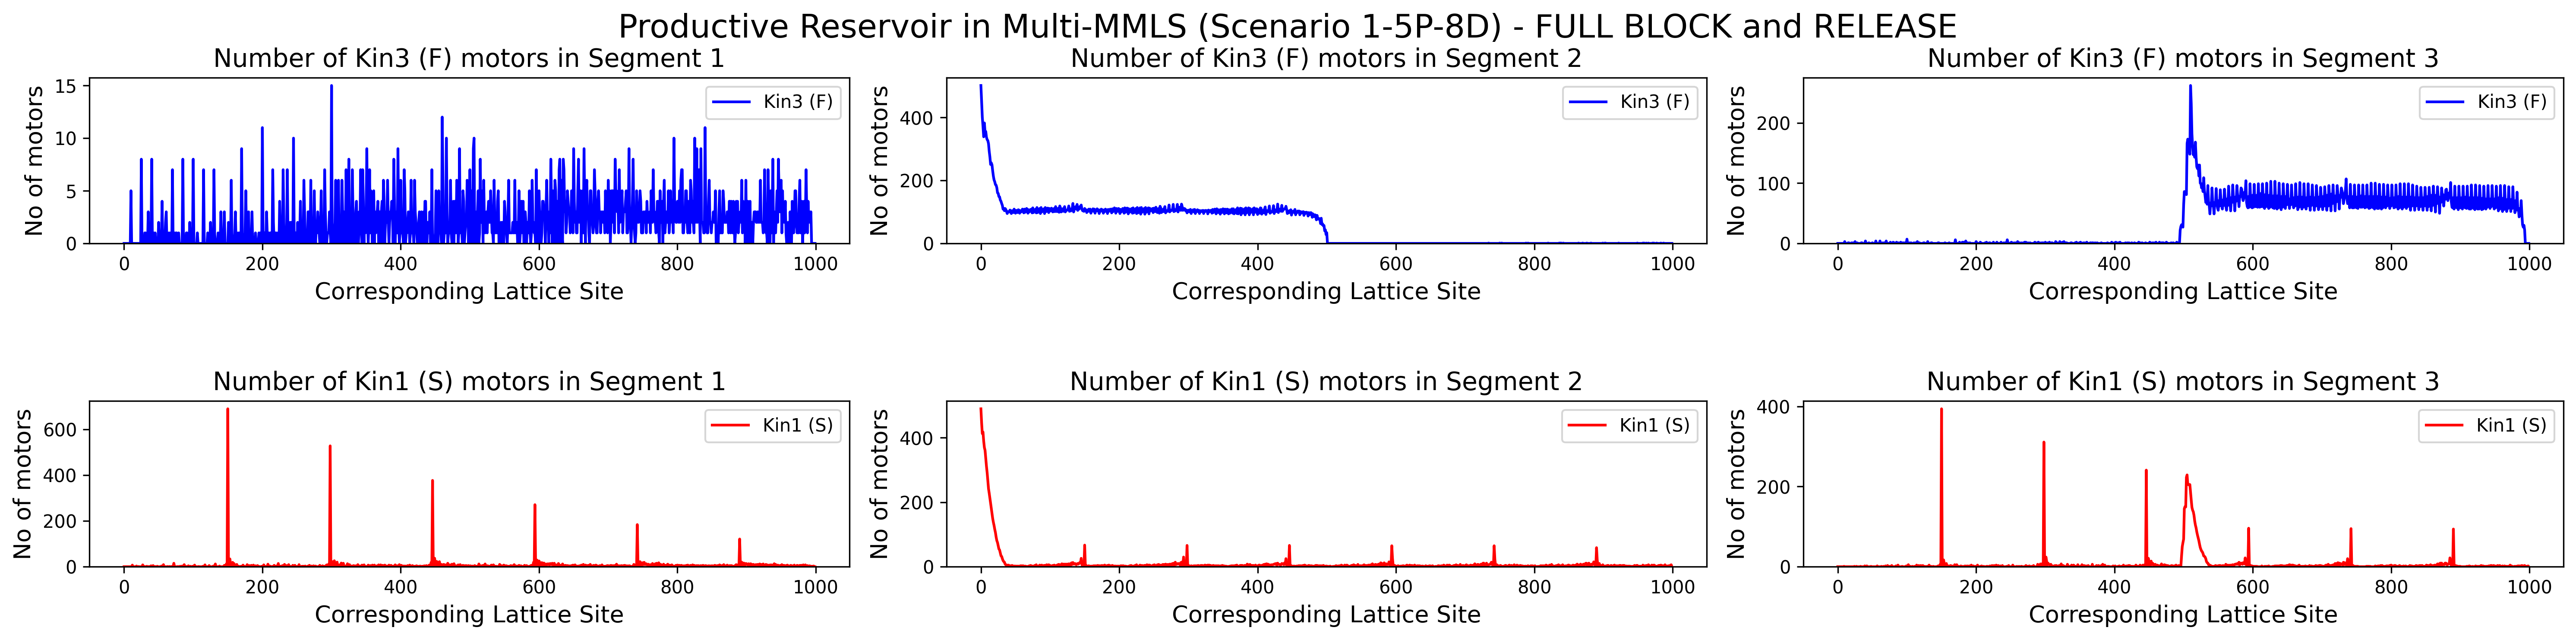 Productive Reservoir in Multi-MMLS (Scenario 1-5P-8D) - FULL BLOCK and RELEASE
Number of Kin3 (F) motors in Segment 1
No of motors
15
10
5
0
Kin3 (F)
0 200 400 600 800 1000
Corresponding Lattice Site
Number of Kin3 (F) motors in Segment 2
No of motors
400
200
0
Kin3 (F)
0 200 400 600 800 1000
Corresponding Lattice Site
Number of Kin3 (F) motors in Segment 3
No of motors
200
100
0
Kin3 (F)
0 200 400 600 800 1000
Corresponding Lattice Site
Number of Kin1 (S) motors in Segment 1
No of motors
600
400
200
0
Kin1 (S)
0 200 400 600 800 1000
Corresponding Lattice Site
Number of Kin1 (S) motors in Segment 2
No of motors
400
200
0
Kin1 (S)
0 200 400 600 800 1000
Corresponding Lattice Site
Number of Kin1 (S) motors in Segment 3
No of motors
400
200
0
Kin1 (S)
0 200 400 600 800 1000
Corresponding Lattice Site